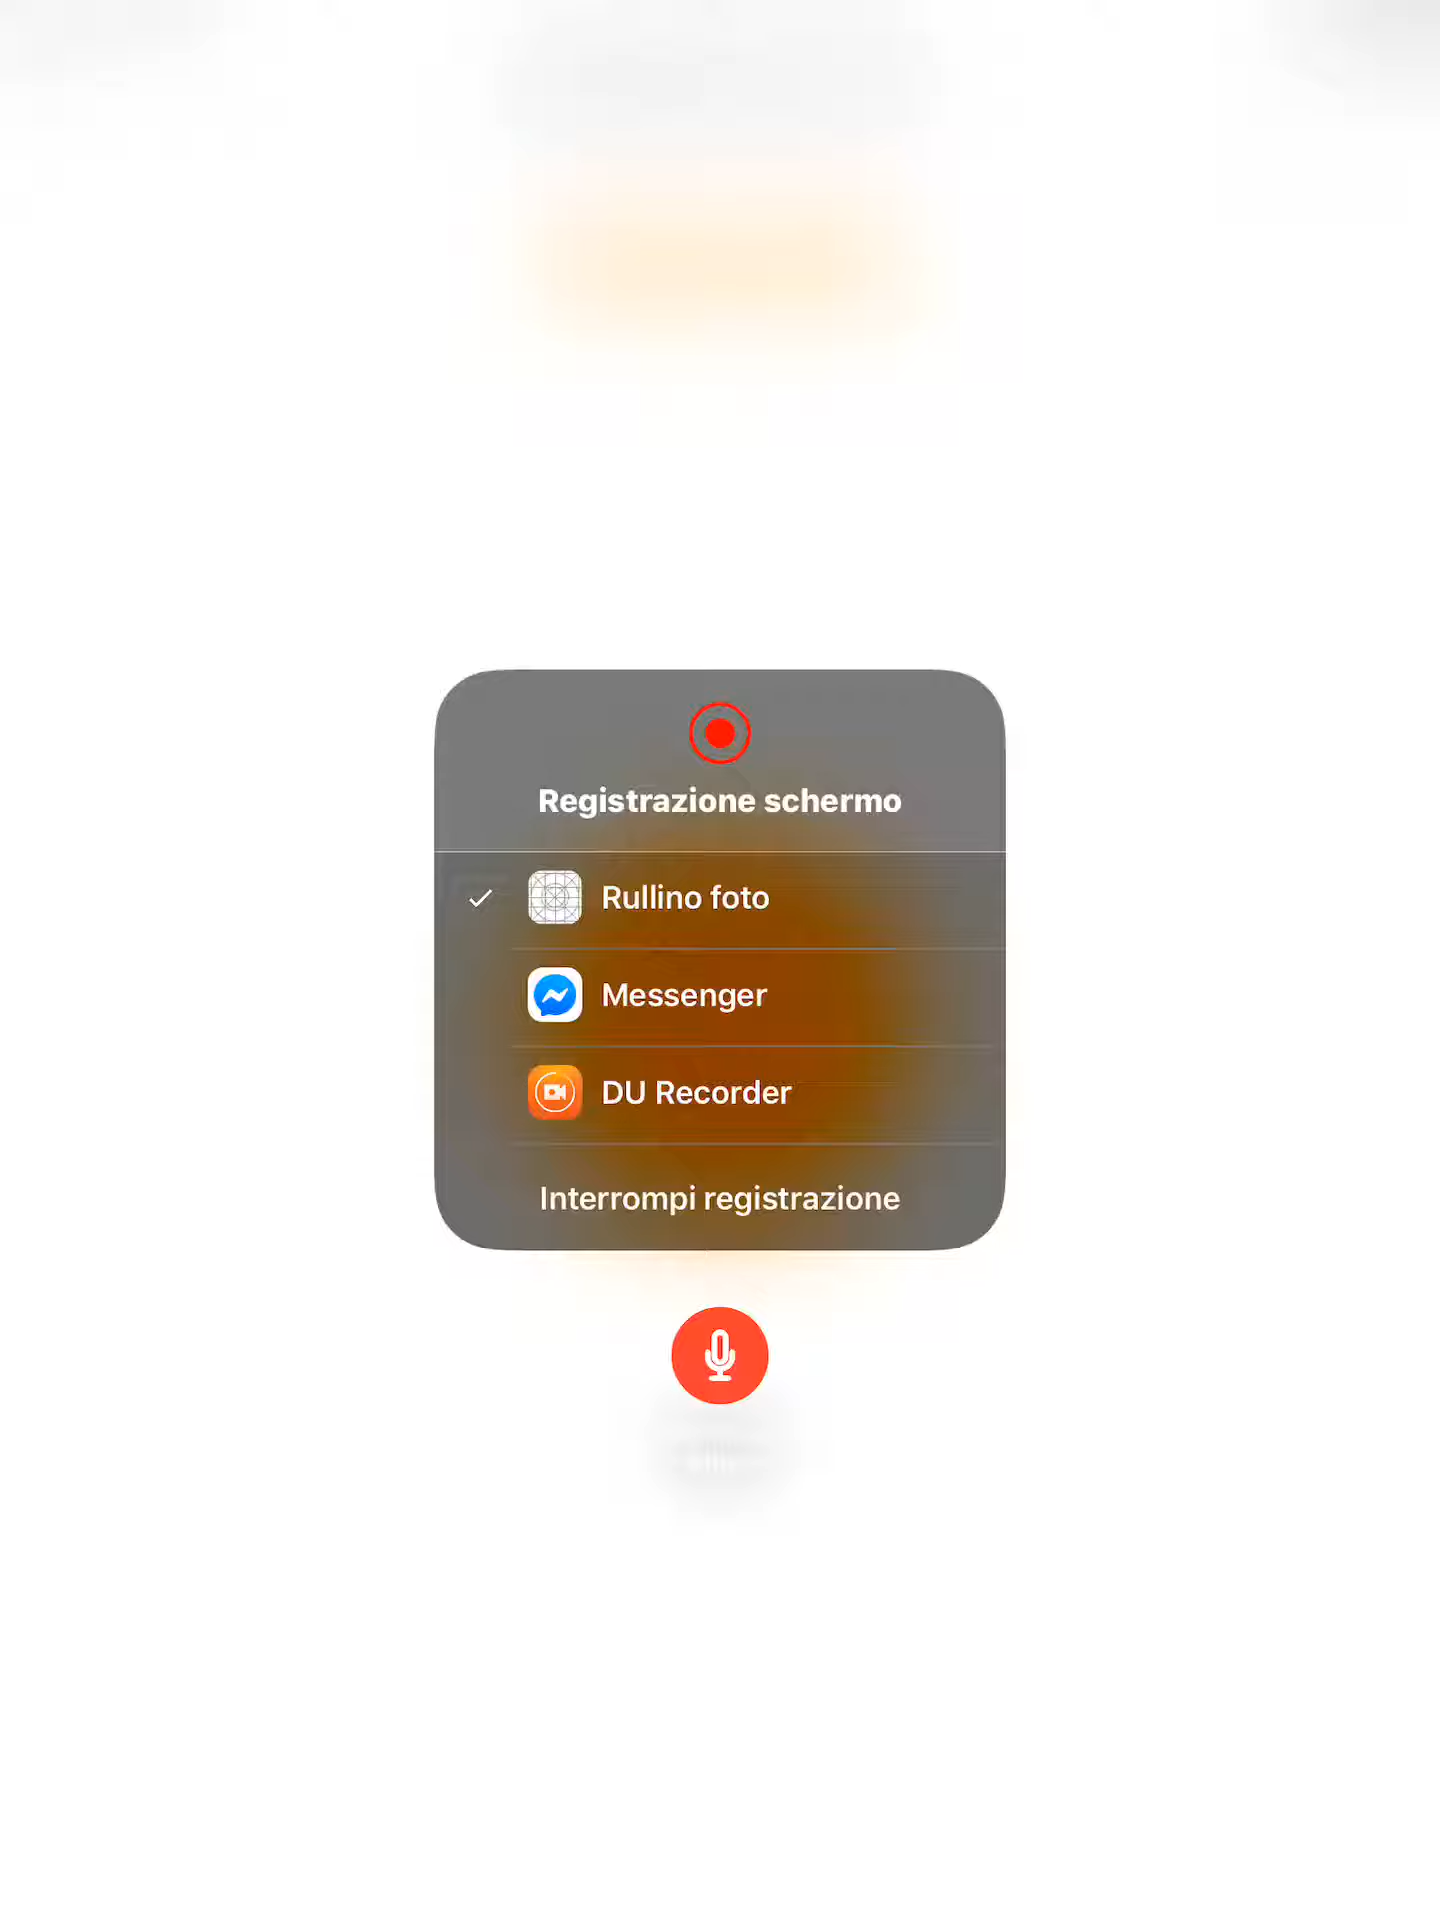 Registrazione schermo
Rullino foto
Messenger
DU Recorder
Interrompi registrazione